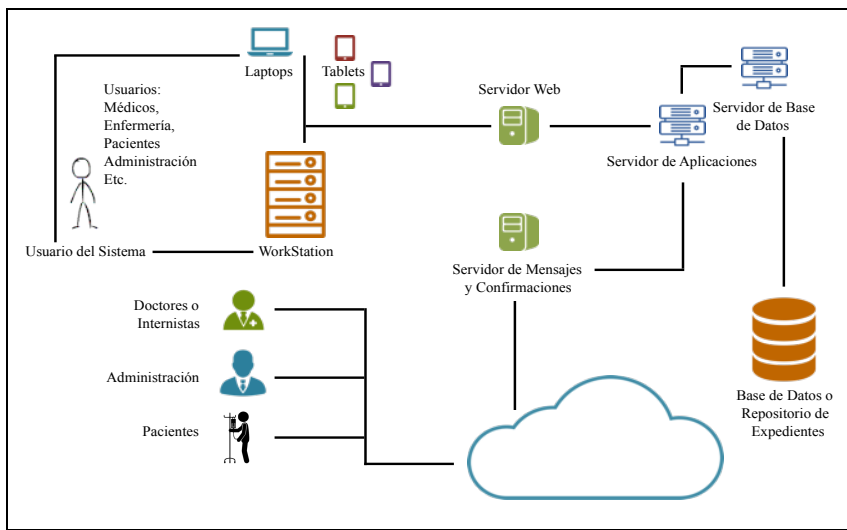 Laptops
Tablets
Usuarios:
Médicos,
Enfermería,
Pacientes
Administración
Etc.
Servidor Web
Servidor de Base
de Datos
Servidor de Aplicaciones
Usuario del Sistema
WorkStation
Servidor de Mensajes
y Confirmaciones
Doctores o
Internistas
Administración
Pacientes
Base de Datos o
Repositorio de
Expedientes